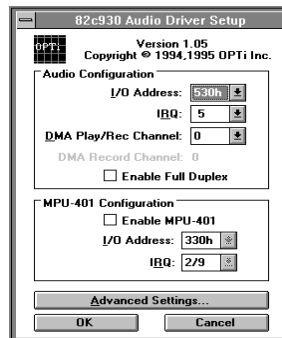 82c930 Audio Driver Setup
OPTi
Version 1.05
Copyright © 1994,1995 OPTi Inc.
Audio Configuration
I/O Address: 530h
IRQ: 5
DMA Play/Rec Channel: 0
DMA Record Channel: 0
Enable Full Duplex
MPU-401 Configuration
Enable MPU-401
I/O Address: 330h
IRQ: 2/9
Advanced Settings...
OK Cancel